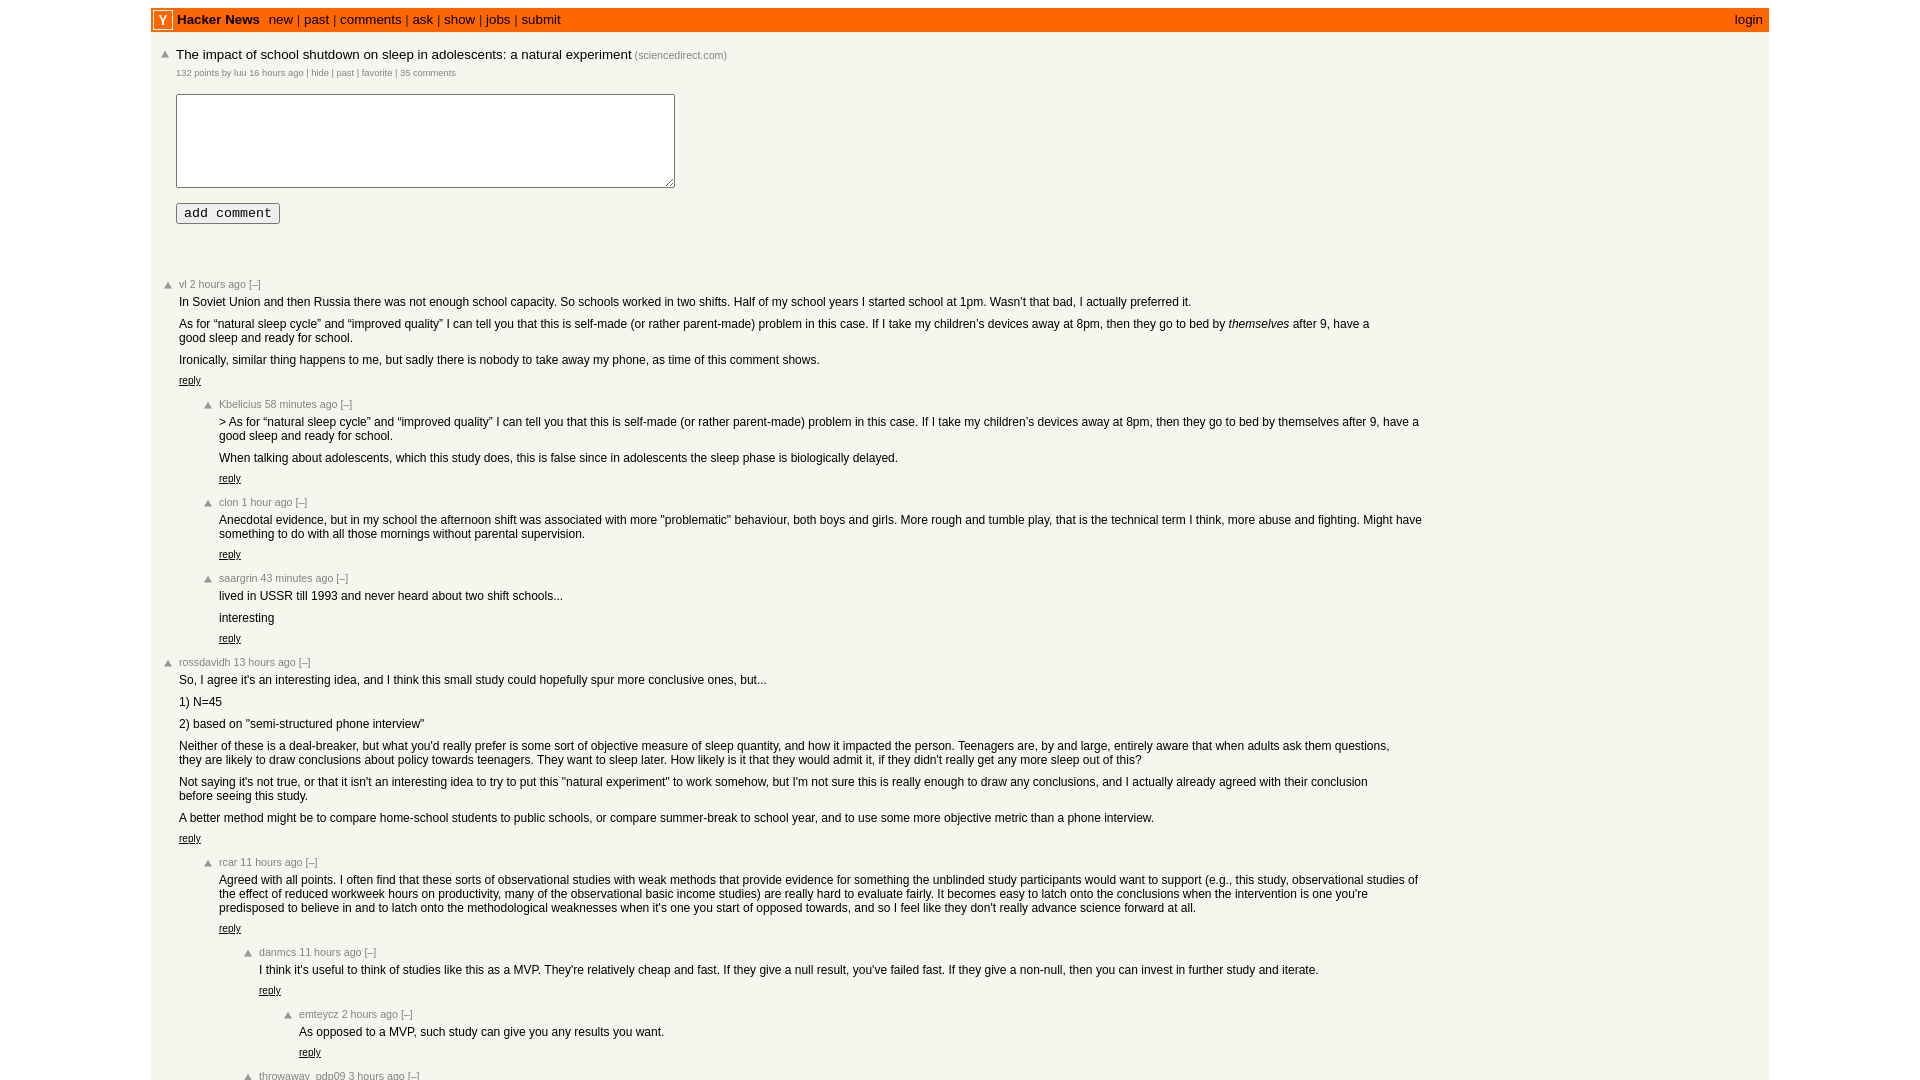 Y Hacker News new | past | comments | ask | show | jobs | submit login
The impact of school shutdown on sleep in adolescents: a natural experiment (sciencedirect.com)
132 points by luu 16 hours ago | hide | past | favorite | 35 comments
add comment
vl 2 hours ago [–]
In Soviet Union and then Russia there was not enough school capacity. So schools worked in two shifts. Half of my school years I started school at 1pm. Wasn’t that bad, I actually preferred it.
As for “natural sleep cycle” and “improved quality” I can tell you that this is self-made (or rather parent-made) problem in this case. If I take my children’s devices away at 8pm, then they go to bed by themselves after 9, have a
good sleep and ready for school.
Ironically, similar thing happens to me, but sadly there is nobody to take away my phone, as time of this comment shows.
reply
Kbelicius 58 minutes ago [–]
> As for “natural sleep cycle” and “improved quality” I can tell you that this is self-made (or rather parent-made) problem in this case. If I take my children’s devices away at 8pm, then they go to bed by themselves after 9, have a
good sleep and ready for school.
When talking about adolescents, which this study does, this is false since in adolescents the sleep phase is biologically delayed.
reply
clon 1 hour ago [–]
Anecdotal evidence, but in my school the afternoon shift was associated with more "problematic" behaviour, both boys and girls. More rough and tumble play, that is the technical term I think, more abuse and fighting. Might have
something to do with all those mornings without parental supervision.
reply
saargrin 43 minutes ago [–]
lived in USSR till 1993 and never heard about two shift schools...
interesting
reply
rossdavidh 13 hours ago [–]
So, I agree it's an interesting idea, and I think this small study could hopefully spur more conclusive ones, but...
1) N=45
2) based on "semi-structured phone interview"
Neither of these is a deal-breaker, but what you'd really prefer is some sort of objective measure of sleep quantity, and how it impacted the person. Teenagers are, by and large, entirely aware that when adults ask them questions,
they are likely to draw conclusions about policy towards teenagers. They want to sleep later. How likely is it that they would admit it, if they didn't really get any more sleep out of this?
Not saying it's not true, or that it isn't an interesting idea to try to put this "natural experiment" to work somehow, but I'm not sure this is really enough to draw any conclusions, and I actually already agreed with their conclusion
before seeing this study.
A better method might be to compare home-school students to public schools, or compare summer-break to school year, and to use some more objective metric than a phone interview.
reply
rcar 11 hours ago [–]
Agreed with all points. I often find that these sorts of observational studies with weak methods that provide evidence for something the unblinded study participants would want to support (e.g., this study, observational studies of
the effect of reduced workweek hours on productivity, many of the observational basic income studies) are really hard to evaluate fairly. It becomes easy to latch onto the conclusions when the intervention is one you're
predisposed to believe in and to latch onto the methodological weaknesses when it's one you start of opposed towards, and so I feel like they don't really advance science forward at all.
reply
danmcs 11 hours ago [–]
I think it's useful to think of studies like this as a MVP. They're relatively cheap and fast. If they give a null result, you've failed fast. If they give a non-null, then you can invest in further study and iterate.
reply
emteycz 2 hours ago [–]
As opposed to a MVP, such study can give you any results you want.
reply
throwaway_pdp09 3 hours ago [–]